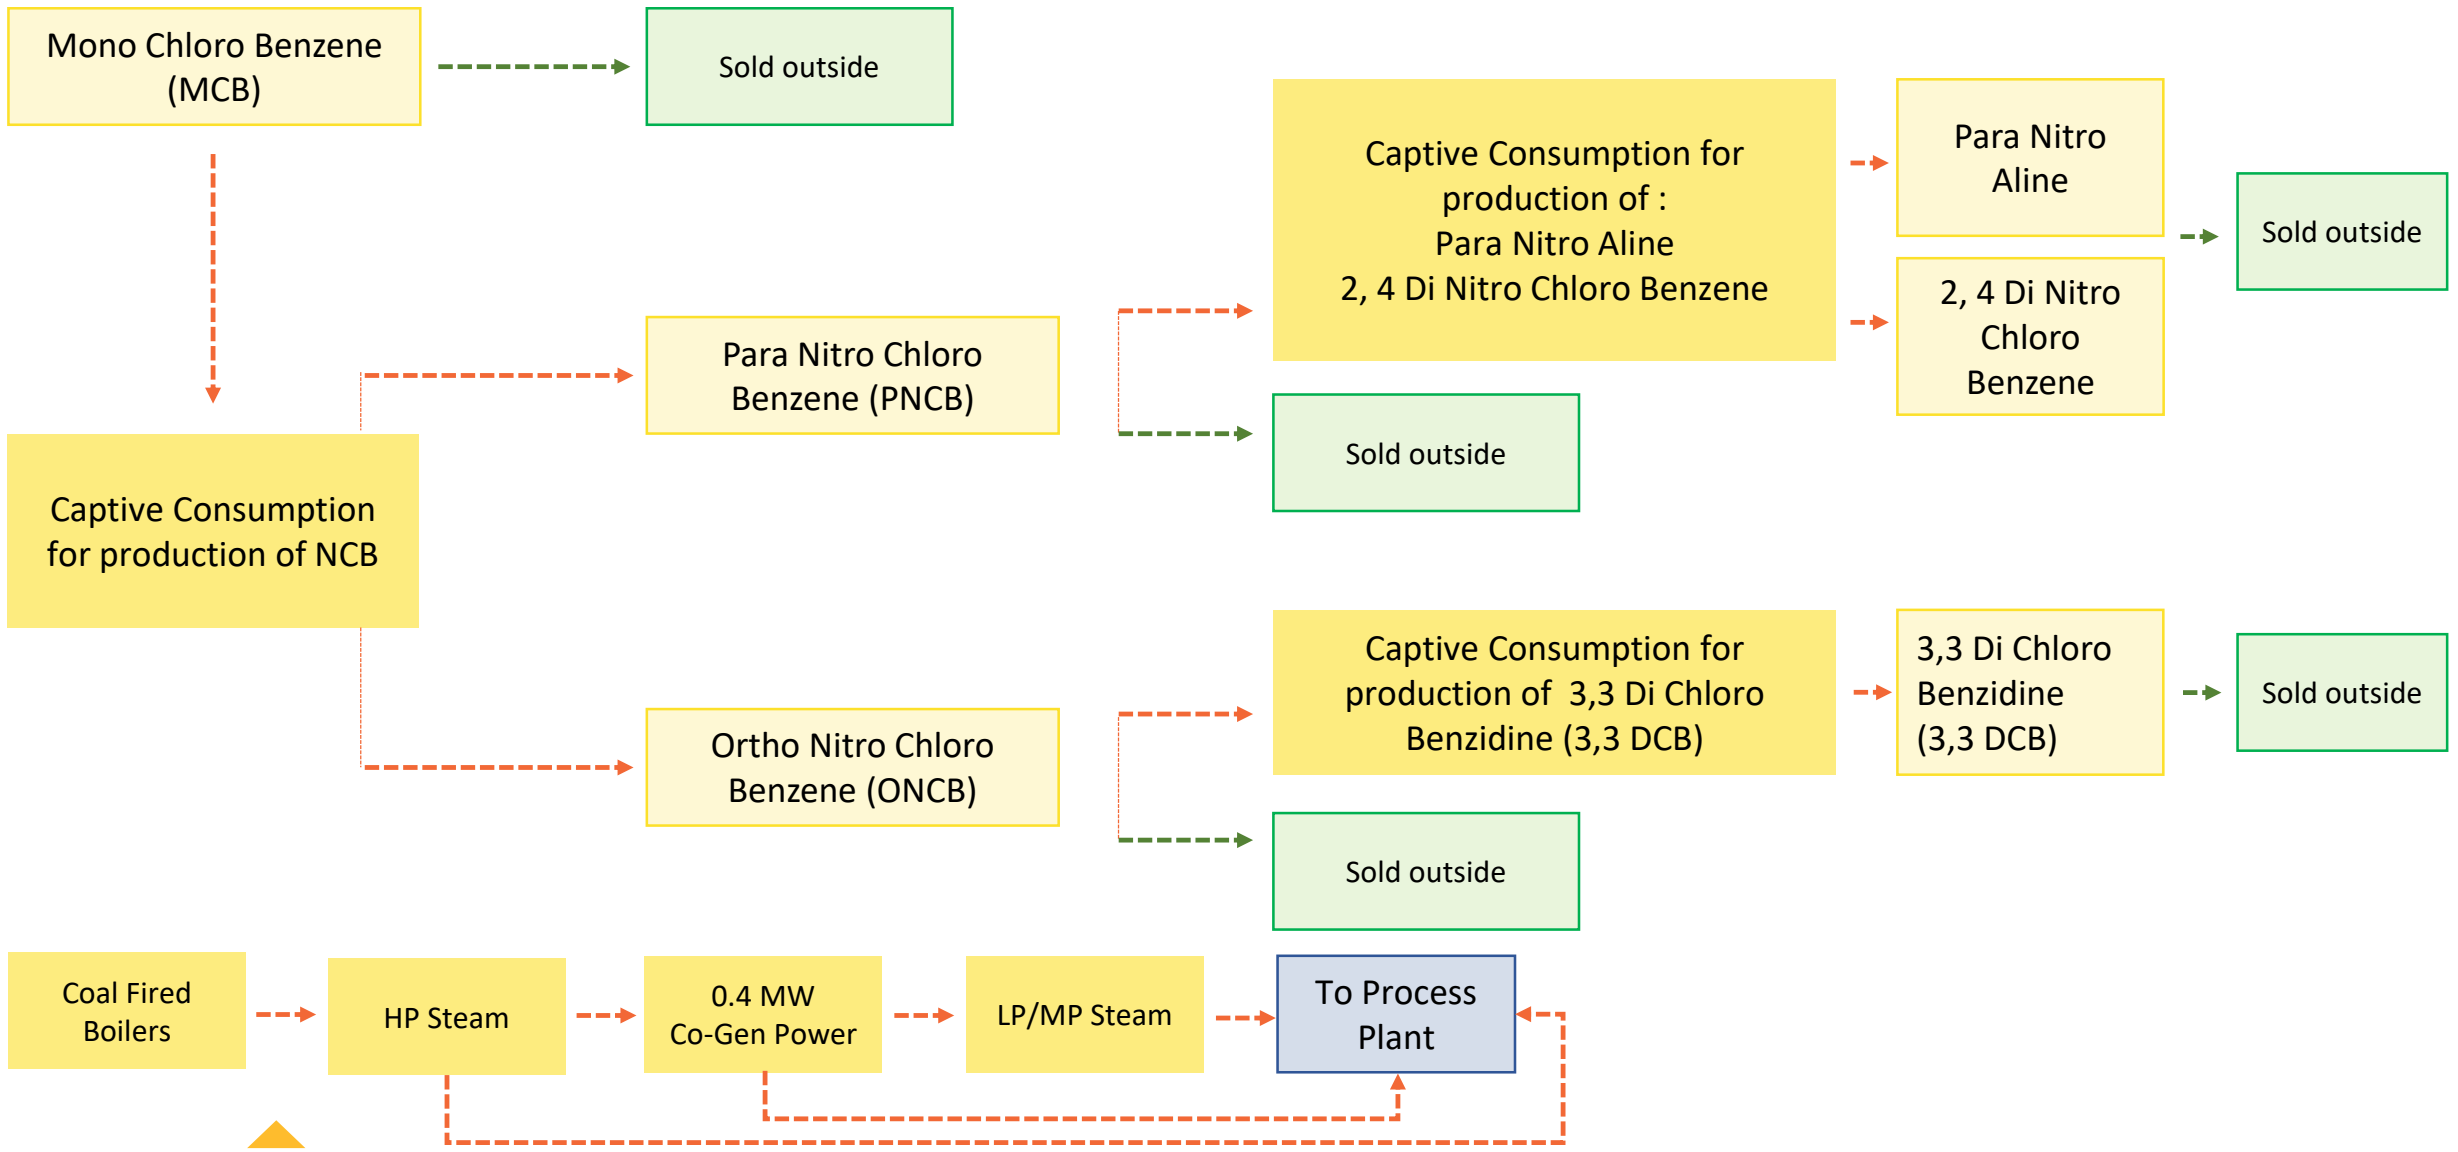 Mono Chloro Benzene
(MCB)
Sold outside
Captive Consumption for
production of :
Para Nitro Aline
2, 4 Di Nitro Chloro Benzene
Para Nitro
Aline
Sold outside
2, 4 Di Nitro
Chloro
Benzene
Para Nitro Chloro
Benzene (PNCB)
Sold outside
Captive Consumption
for production of NCB
Captive Consumption for
production of 3,3 Di Chloro
Benzidine (3,3 DCB)
3,3 Di Chloro
Benzidine
(3,3 DCB)
Sold outside
Ortho Nitro Chloro
Benzene (ONCB)
Sold outside
Coal Fired
Boilers
HP Steam
0.4 MW
Co-Gen Power
LP/MP Steam
To Process
Plant